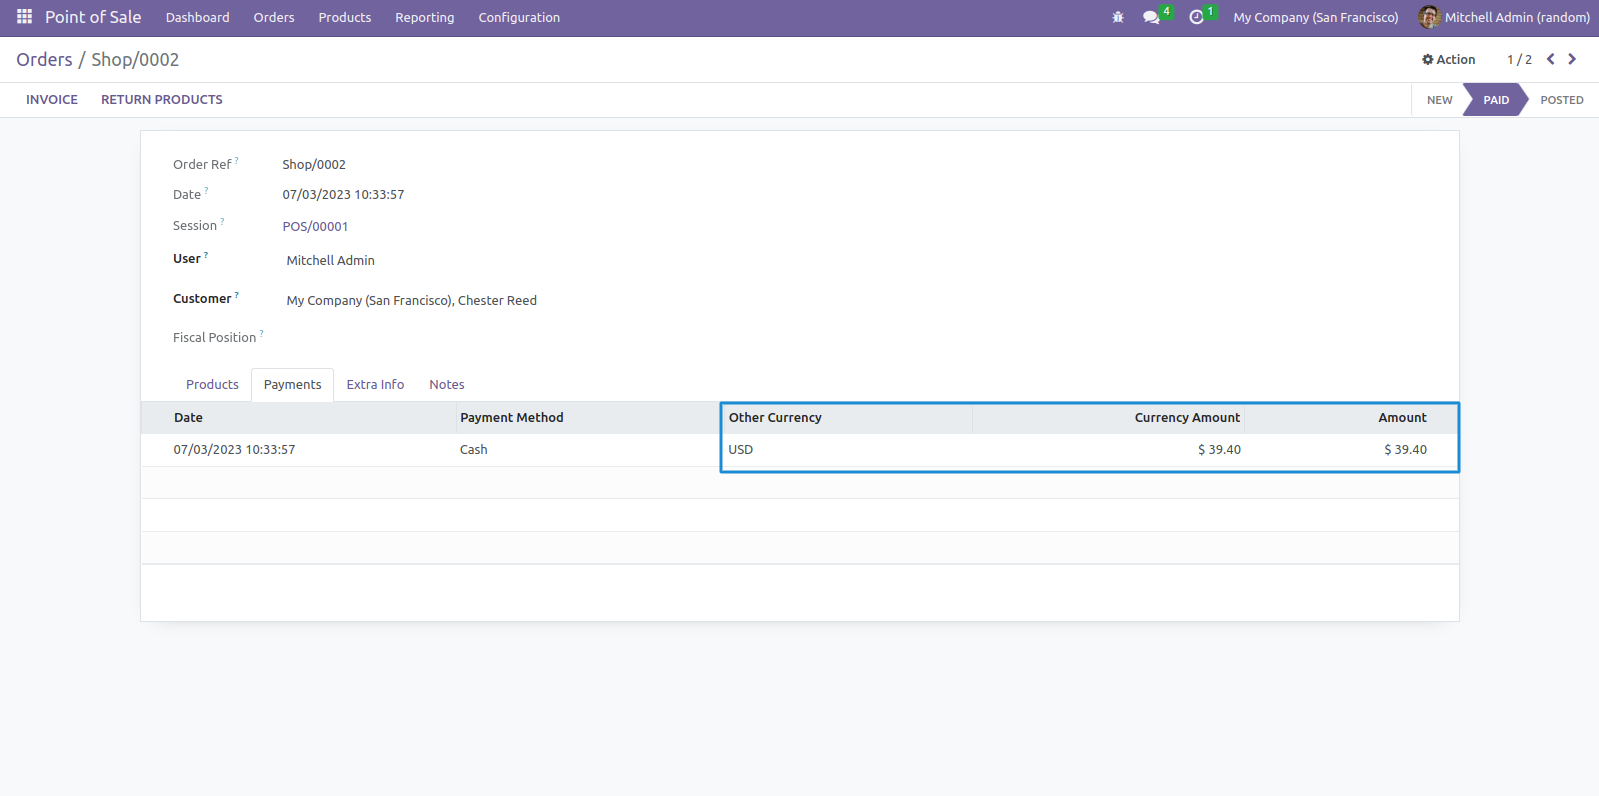 Point of Sale Dashboard Orders Products Reporting Configuration 4 1 My Company (San Francisco) Mitchell Admin (random)
Orders / Shop/0002 Action 1 / 2
INVOICE RETURN PRODUCTS NEW PAID POSTED
Order Ref ? Shop/0002
Date ? 07/03/2023 10:33:57
Session ? POS/00001
User ? Mitchell Admin
Customer ? My Company (San Francisco), Chester Reed
Fiscal Position ?
Products Payments Extra Info Notes
Date Payment Method Other Currency Currency Amount Amount
07/03/2023 10:33:57 Cash USD $ 39.40 $ 39.40